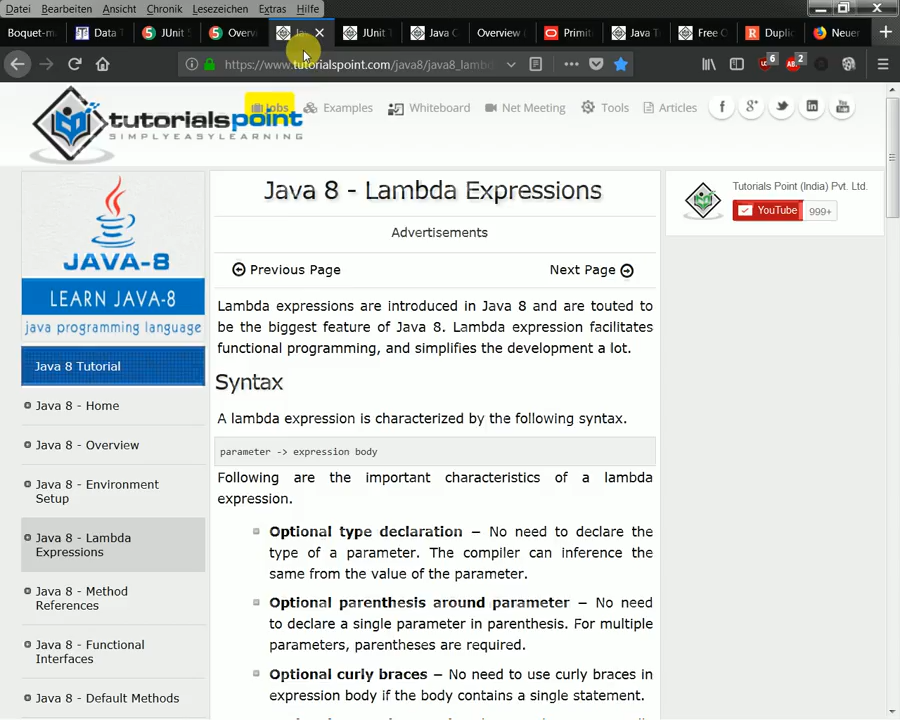 Datei Bearbeiten Ansicht Chronik Lesezeichen Extras Hilfe
Boquet-m Data T JUnit Overv Ja JUnit T Java C Overview ( Primit Java T Free O Duplic Neuer
https://www.tutorialspoint.com/java8/java8_lambd 6 2
tutorialspoint
SIMPLYEASYLEARNING
Jobs Examples Whiteboard Net Meeting Tools Articles
JAVA-8
LEARN JAVA-8
java programming language
Java 8 Tutorial
Java 8 - Home
Java 8 - Overview
Java 8 - Environment
Setup
Java 8 - Lambda
Expressions
Java 8 - Method
References
Java 8 - Functional
Interfaces
Java 8 - Default Methods
Java 8 - Lambda Expressions
Advertisements
Previous Page Next Page
Lambda expressions are introduced in Java 8 and are touted to
be the biggest feature of Java 8. Lambda expression facilitates
functional programming, and simplifies the development a lot.
Syntax
A lambda expression is characterized by the following syntax.
parameter -> expression body
Following are the important characteristics of a lambda
expression.
Optional type declaration − No need to declare the
type of a parameter. The compiler can inference the
same from the value of the parameter.
Optional parenthesis around parameter − No need
to declare a single parameter in parenthesis. For multiple
parameters, parentheses are required.
Optional curly braces − No need to use curly braces in
expression body if the body contains a single statement.
Tutorials Point (India) Pvt. Ltd.
YouTube 999+